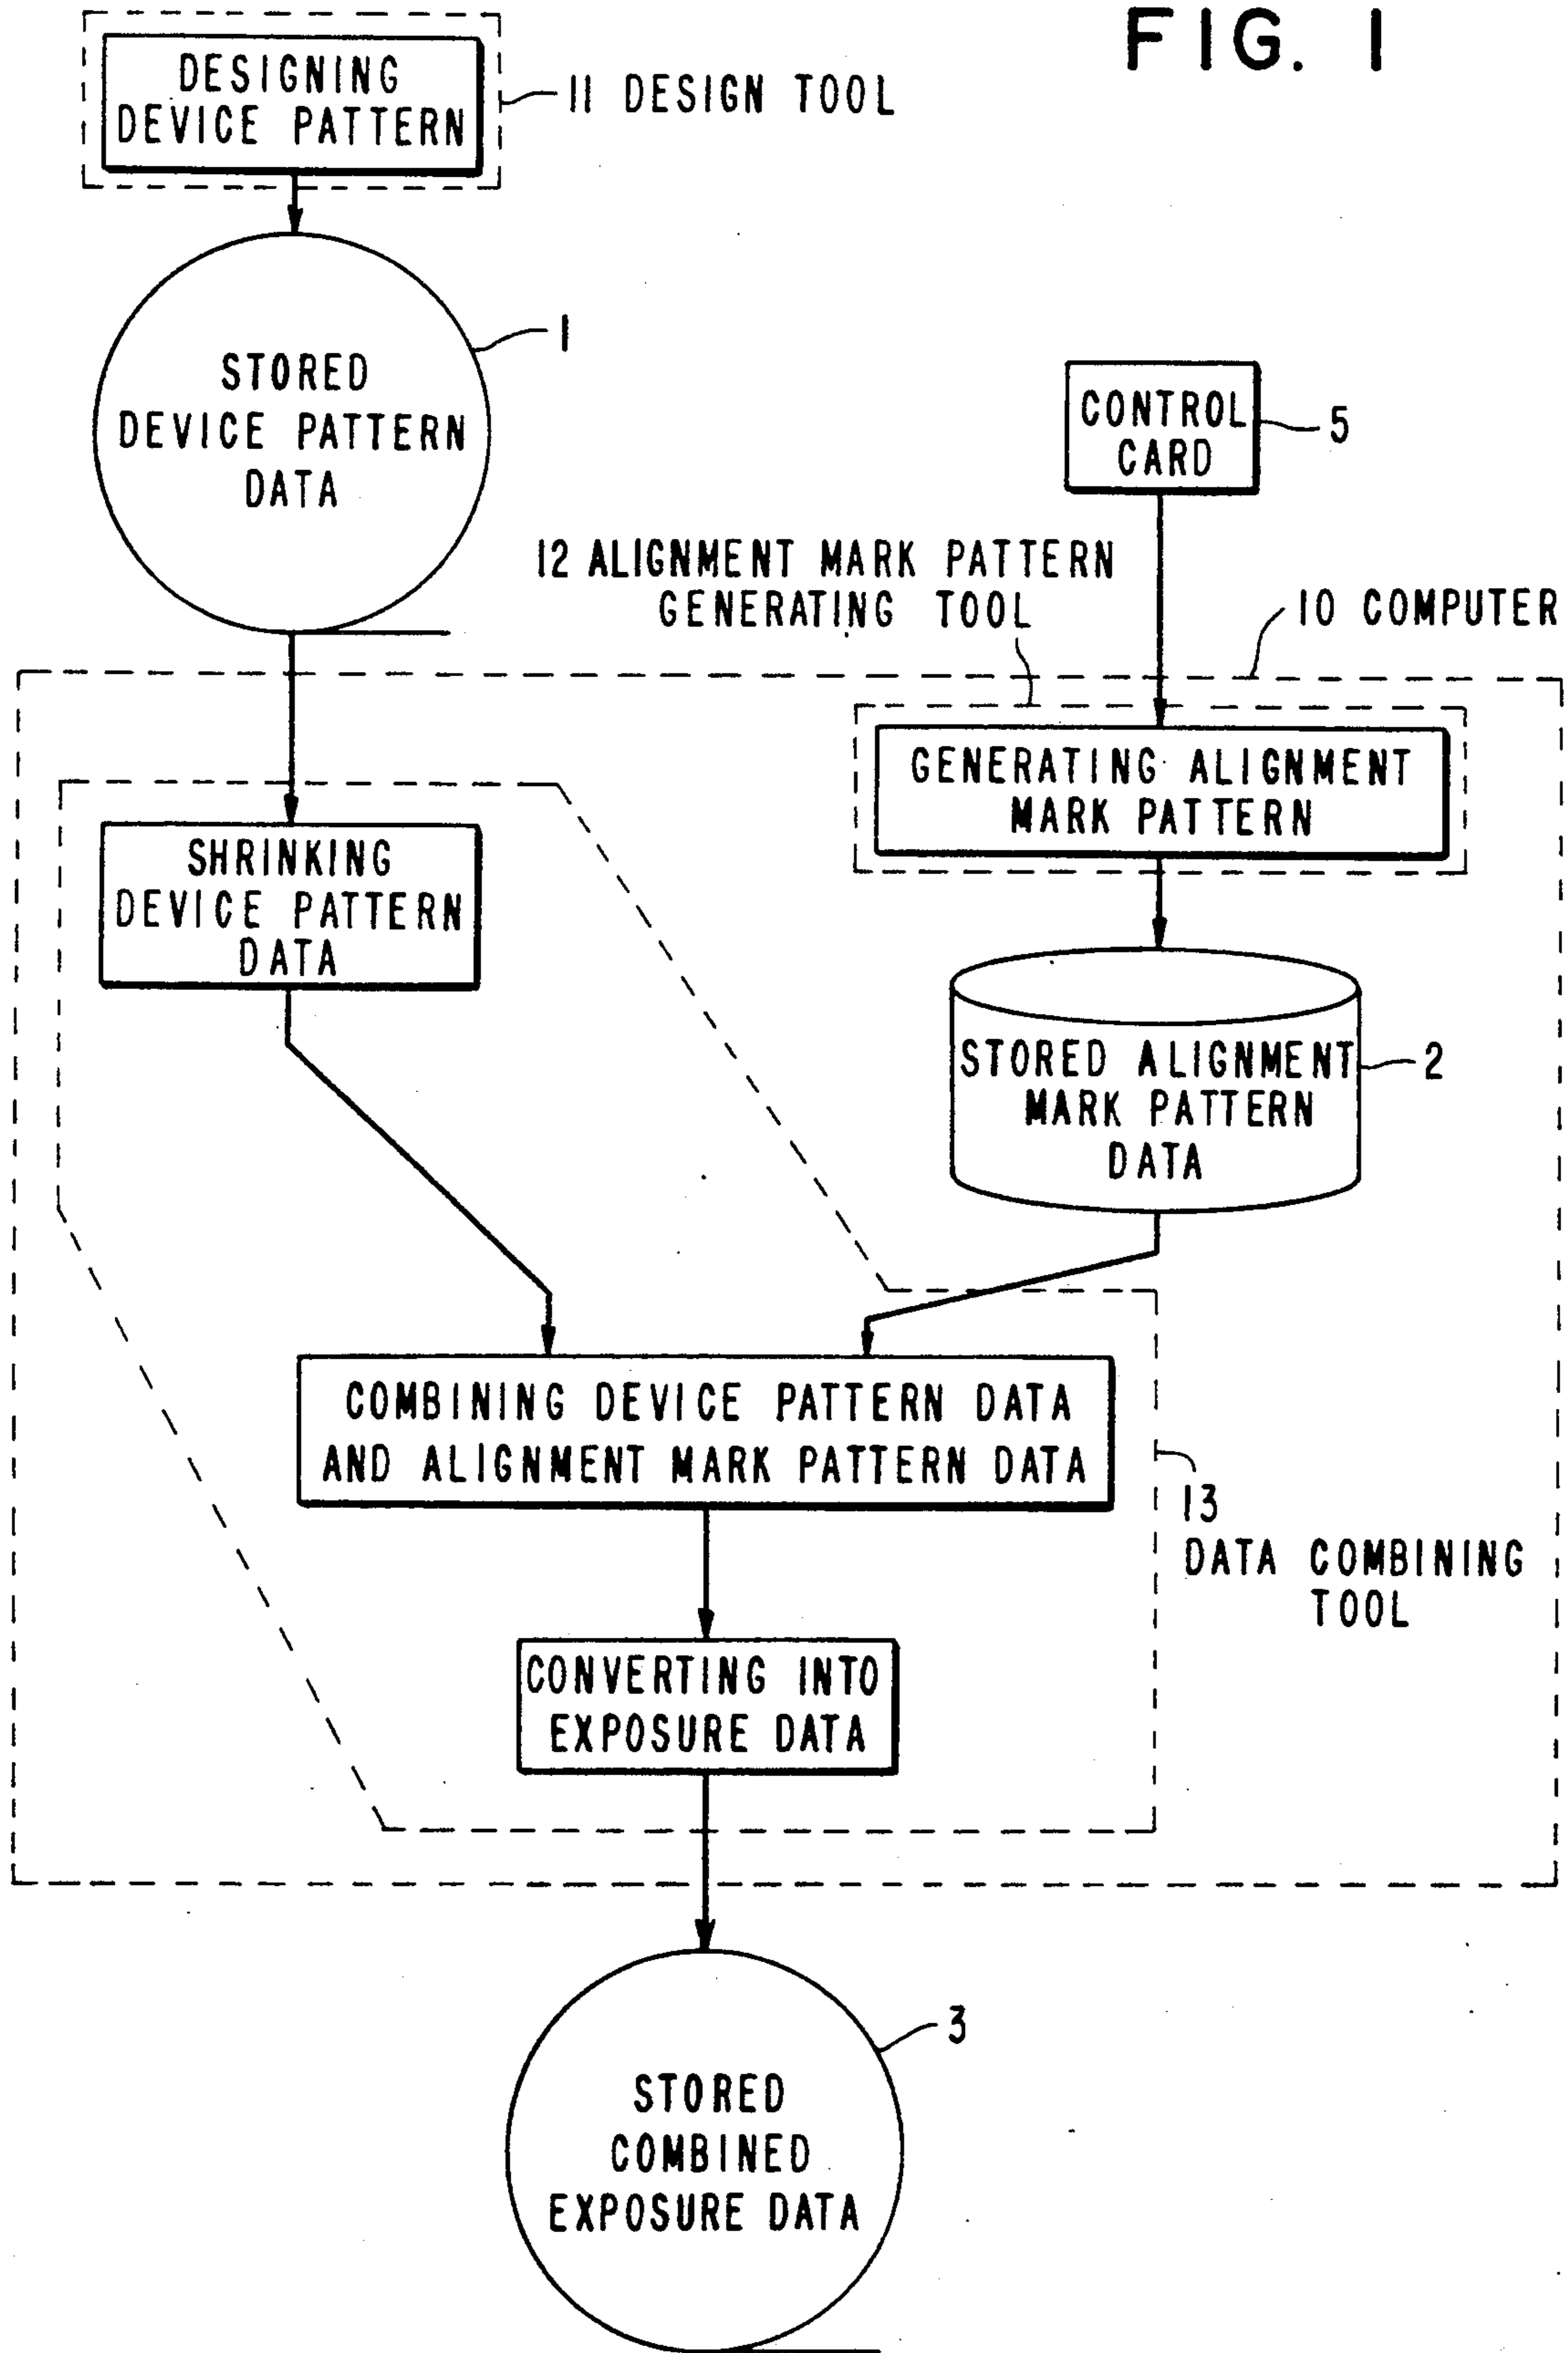 FIG. 1
DESIGNING
DEVICE PATTERN
11 DESIGN TOOL
STORED
DEVICE PATTERN
DATA
1
CONTROL
CARD
5
12 ALIGNMENT MARK PATTERN
GENERATING TOOL
10 COMPUTER
GENERATING ALIGNMENT
MARK PATTERN
SHRINKING
DEVICE PATTERN
DATA
STORED ALIGNMENT
MARK PATTERN
DATA
2
COMBINING DEVICE PATTERN DATA
AND ALIGNMENT MARK PATTERN DATA
13
DATA COMBINING
TOOL
CONVERTING INTO
EXPOSURE DATA
3
STORED
COMBINED
EXPOSURE DATA